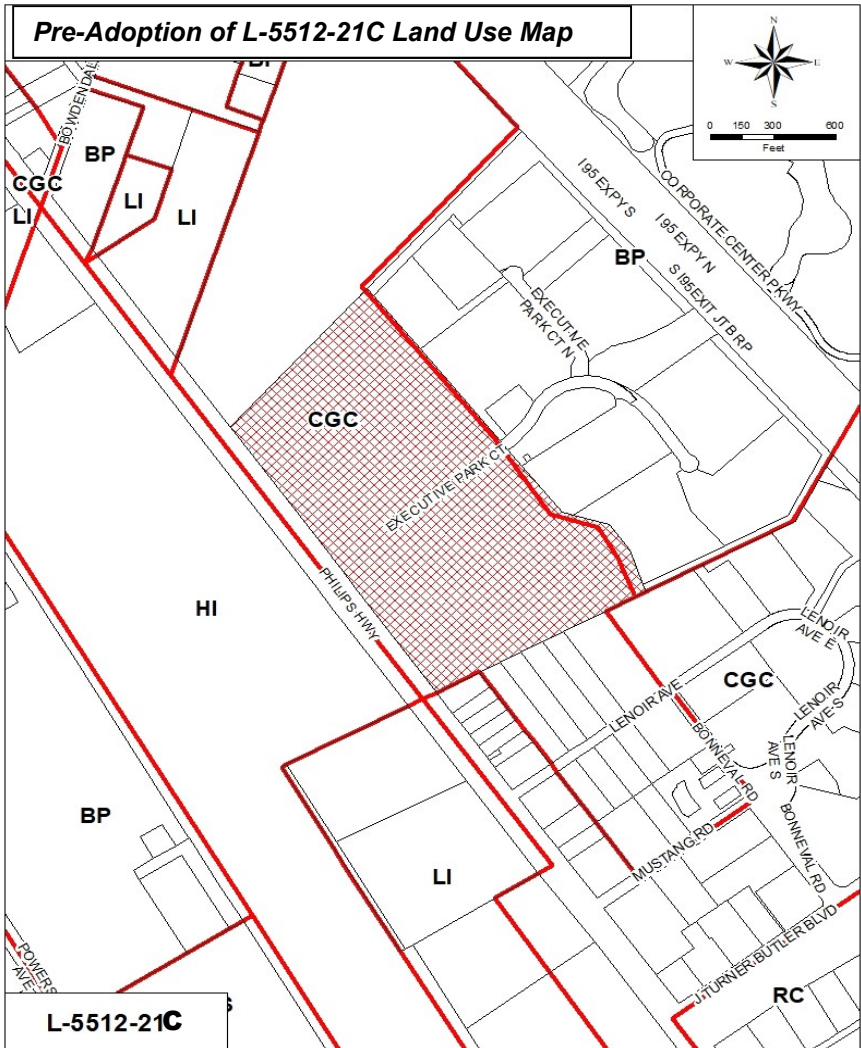 Pre-Adoption of L-5512-21C Land Use Map
N
W E
S
0 150 300 600
Feet
BOWDENDAL
BP
CGC
LI
LI
LI
I 95 EXPY S
I 95 EXPY N
S I95 EXIT JTB RP
CORPORATE CENTER PKWY
BP
EXECUTIVE
PARK CT N
CGC
EXECUTIVE PARK CT
PHILIPS HWY
HI
LENOIR
AVE E
CGC
LENOIR AVE
LENOIR
AVE S
LENOIR
AVE S
BONNEVAL RD
BONNEVAL RD
BP
MUSTANG RD
LI
J TURNER BUTLER BLVD
POWERS
AVE
RC
L-5512-21C